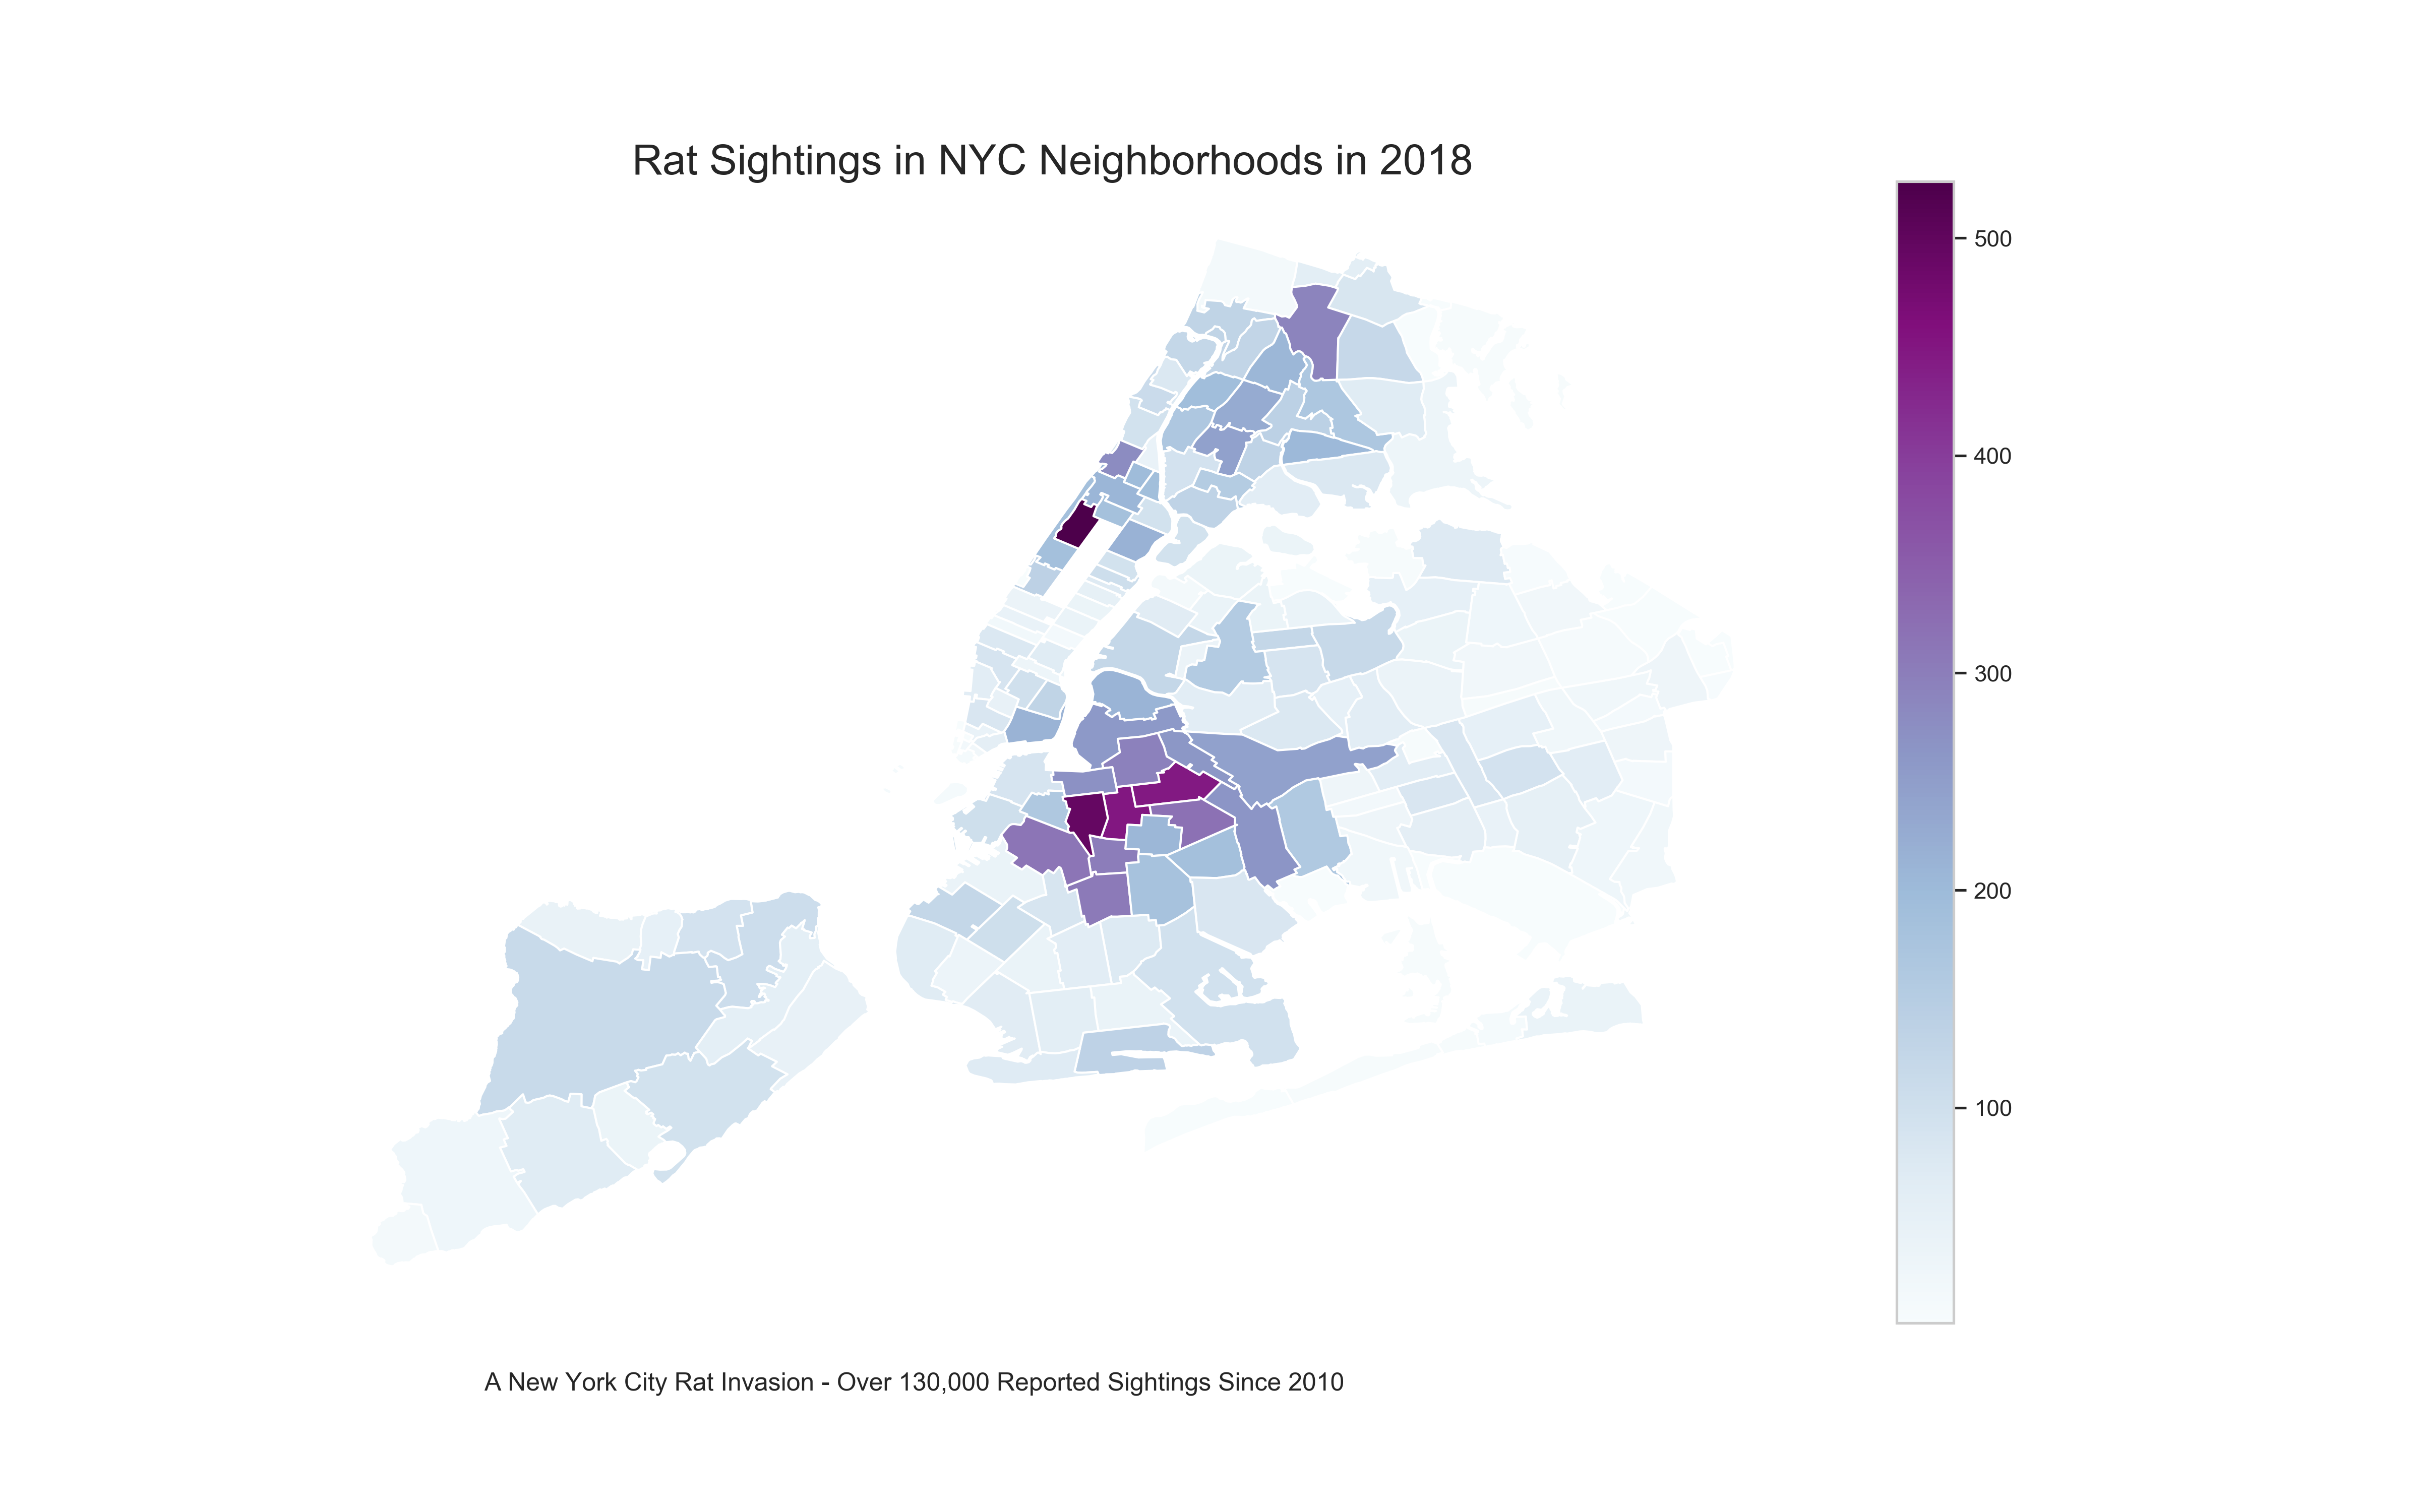 Rat Sightings in NYC Neighborhoods in 2018
500
400
300
200
100
A New York City Rat Invasion - Over 130,000 Reported Sightings Since 2010